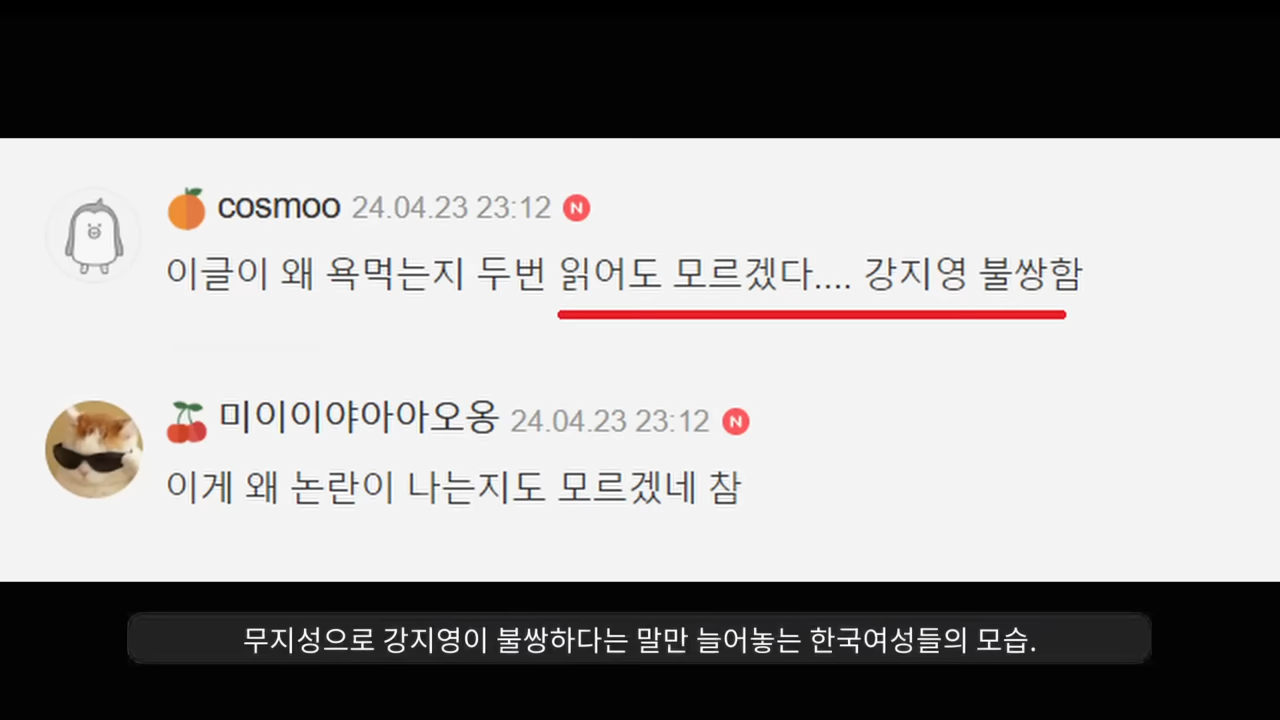 cosmoo 24.04.23 23:12 N
이글이 왜 욕먹는지 두번 읽어도 모르겠다.... 강지영 불쌍함
미이이야아아오옹 24.04.23 23:12 N
이게 왜 논란이 나는지도 모르겠네 참
무지성으로 강지영이 불쌍하다는 말만 늘어놓는 한국여성들의 모습.